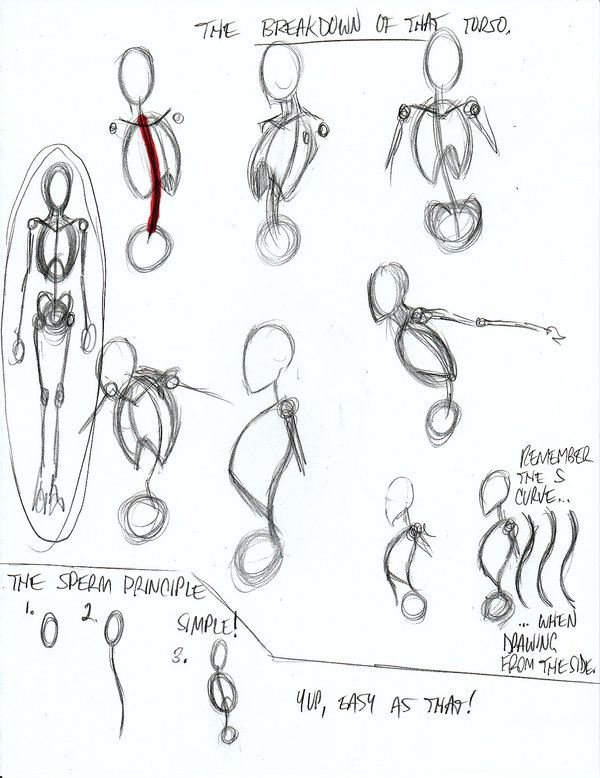 THE BREAKDOWN OF THAT TORSO.
REMEMBER
THE S
CURVE...
... WHEN
DRAWING
FROM THE SIDE.
THE SPERM PRINCIPLE
1.
2.
SIMPLE!
3.
YUP, EASY AS THAT!